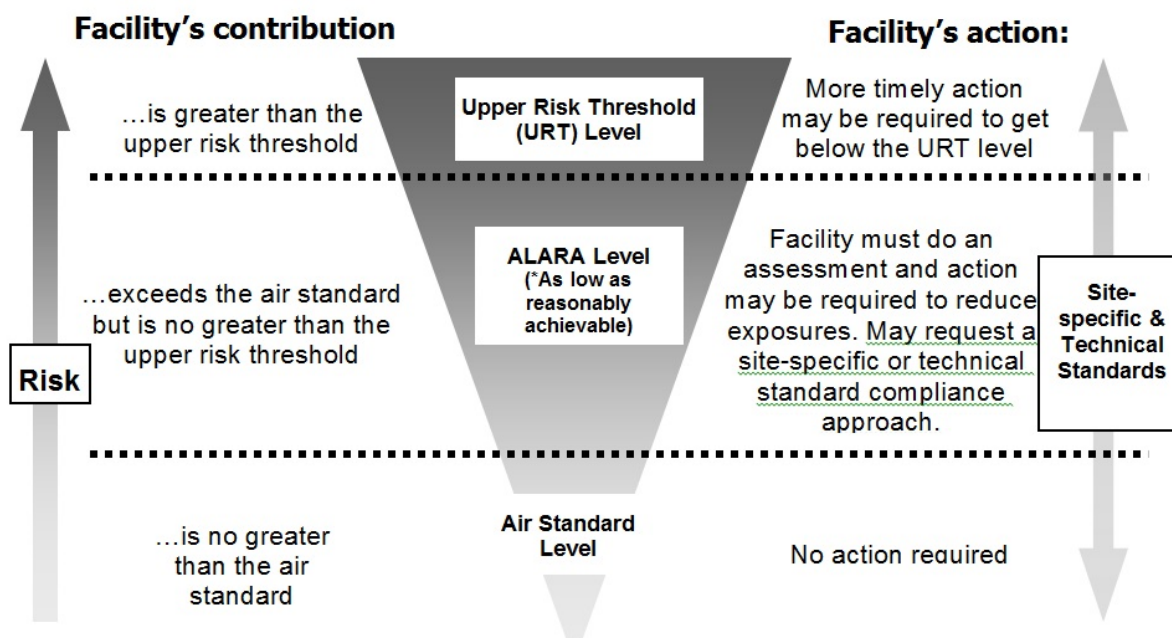 Facility’s contribution
Facility’s action:
…is greater than the
upper risk threshold
Upper Risk Threshold
(URT) Level
More timely action
may be required to get
below the URT level
Risk
…exceeds the air standard
but is no greater than the
upper risk threshold
ALARA Level
(*As low as
reasonably
achievable)
Facility must do an
assessment and action
may be required to reduce
exposures. May request a
site-specific or technical
standard compliance
approach.
Site-
specific &
Technical
Standards
…is no greater
than the air
standard
Air Standard
Level
No action required